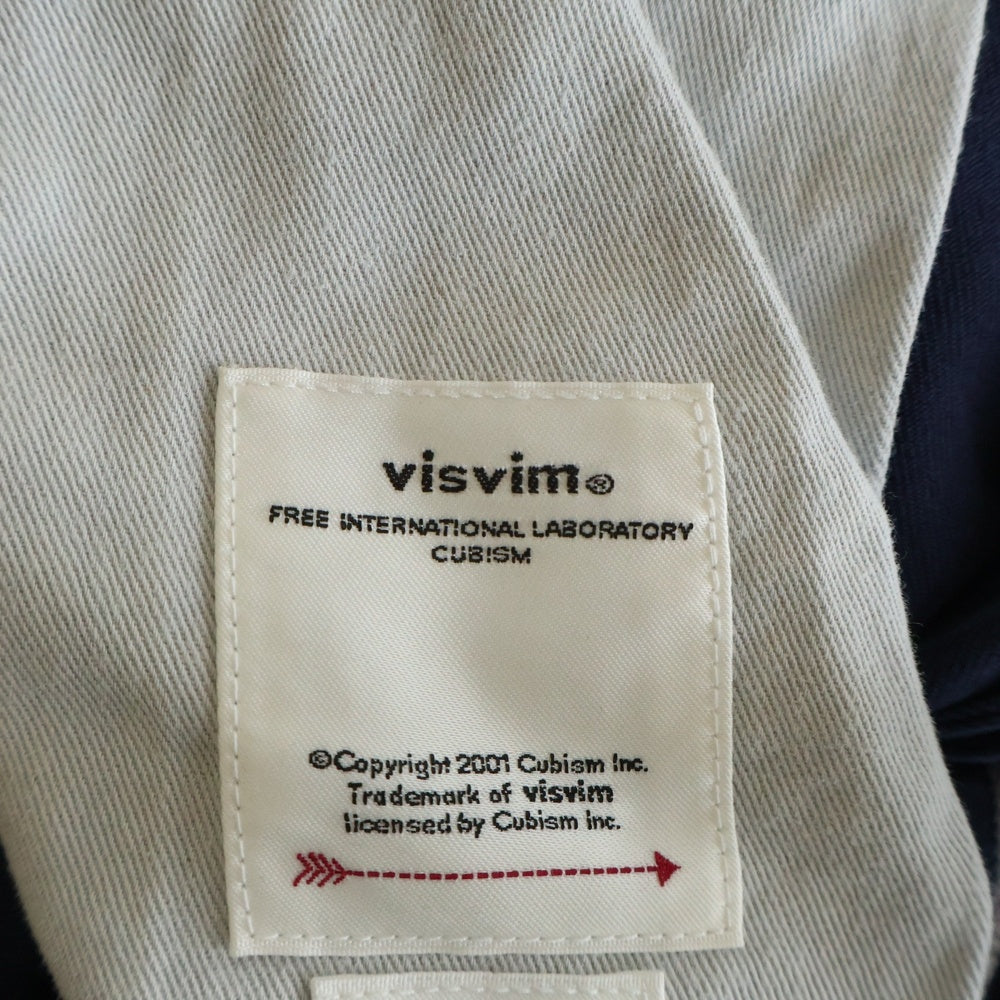 visvim®
FREE INTERNATIONAL LABORATORY
CUBISM
©Copyright 2001 Cubism Inc.
Trademark of visvim
licensed by Cubism Inc.